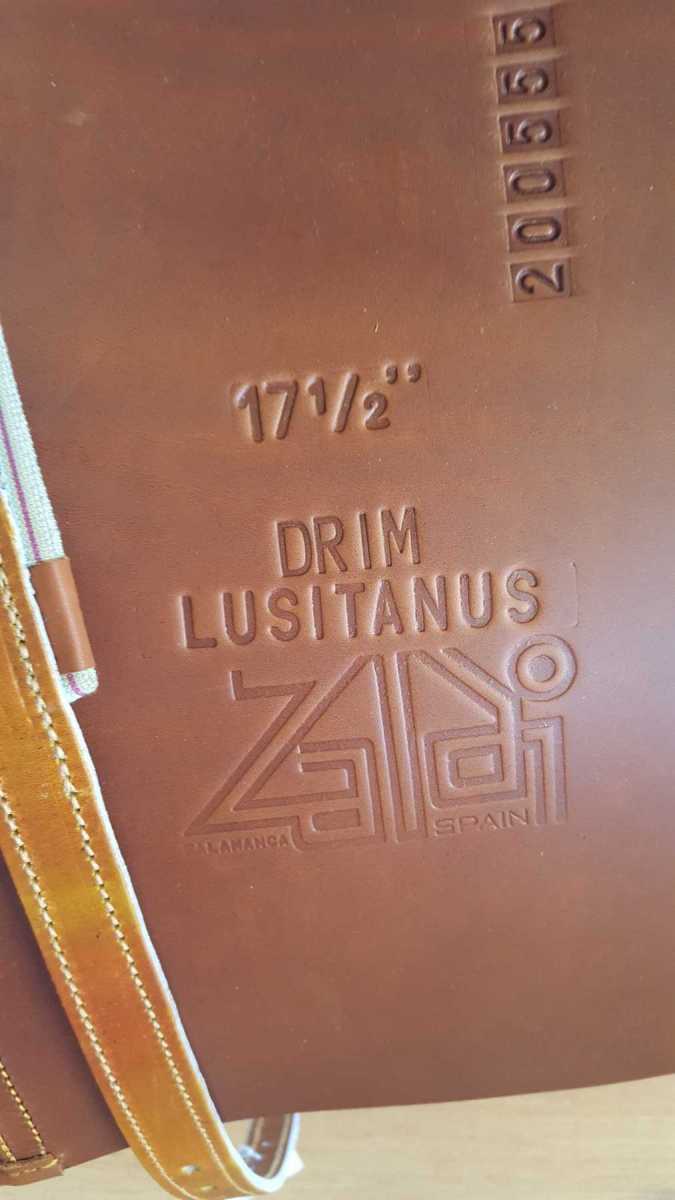 200555
17 1/2"
DRIM
LUSITANUS
Zaldi
SALAMANCA SPAIN